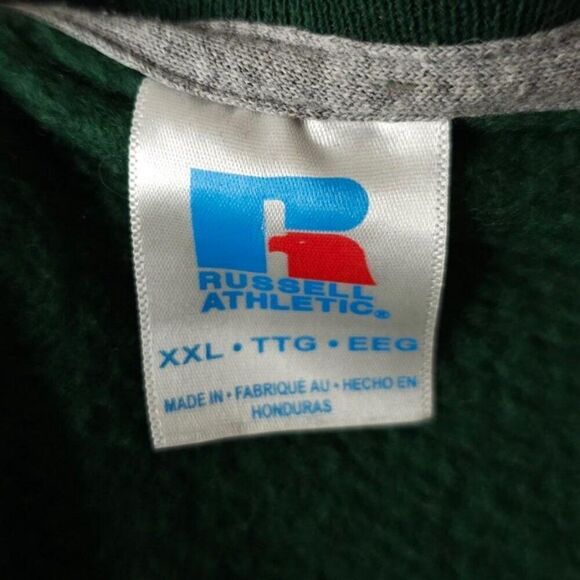 RUSSELL
ATHLETIC®
XXL • TTG • EEG
MADE IN • FABRIQUE AU • HECHO EN
HONDURAS